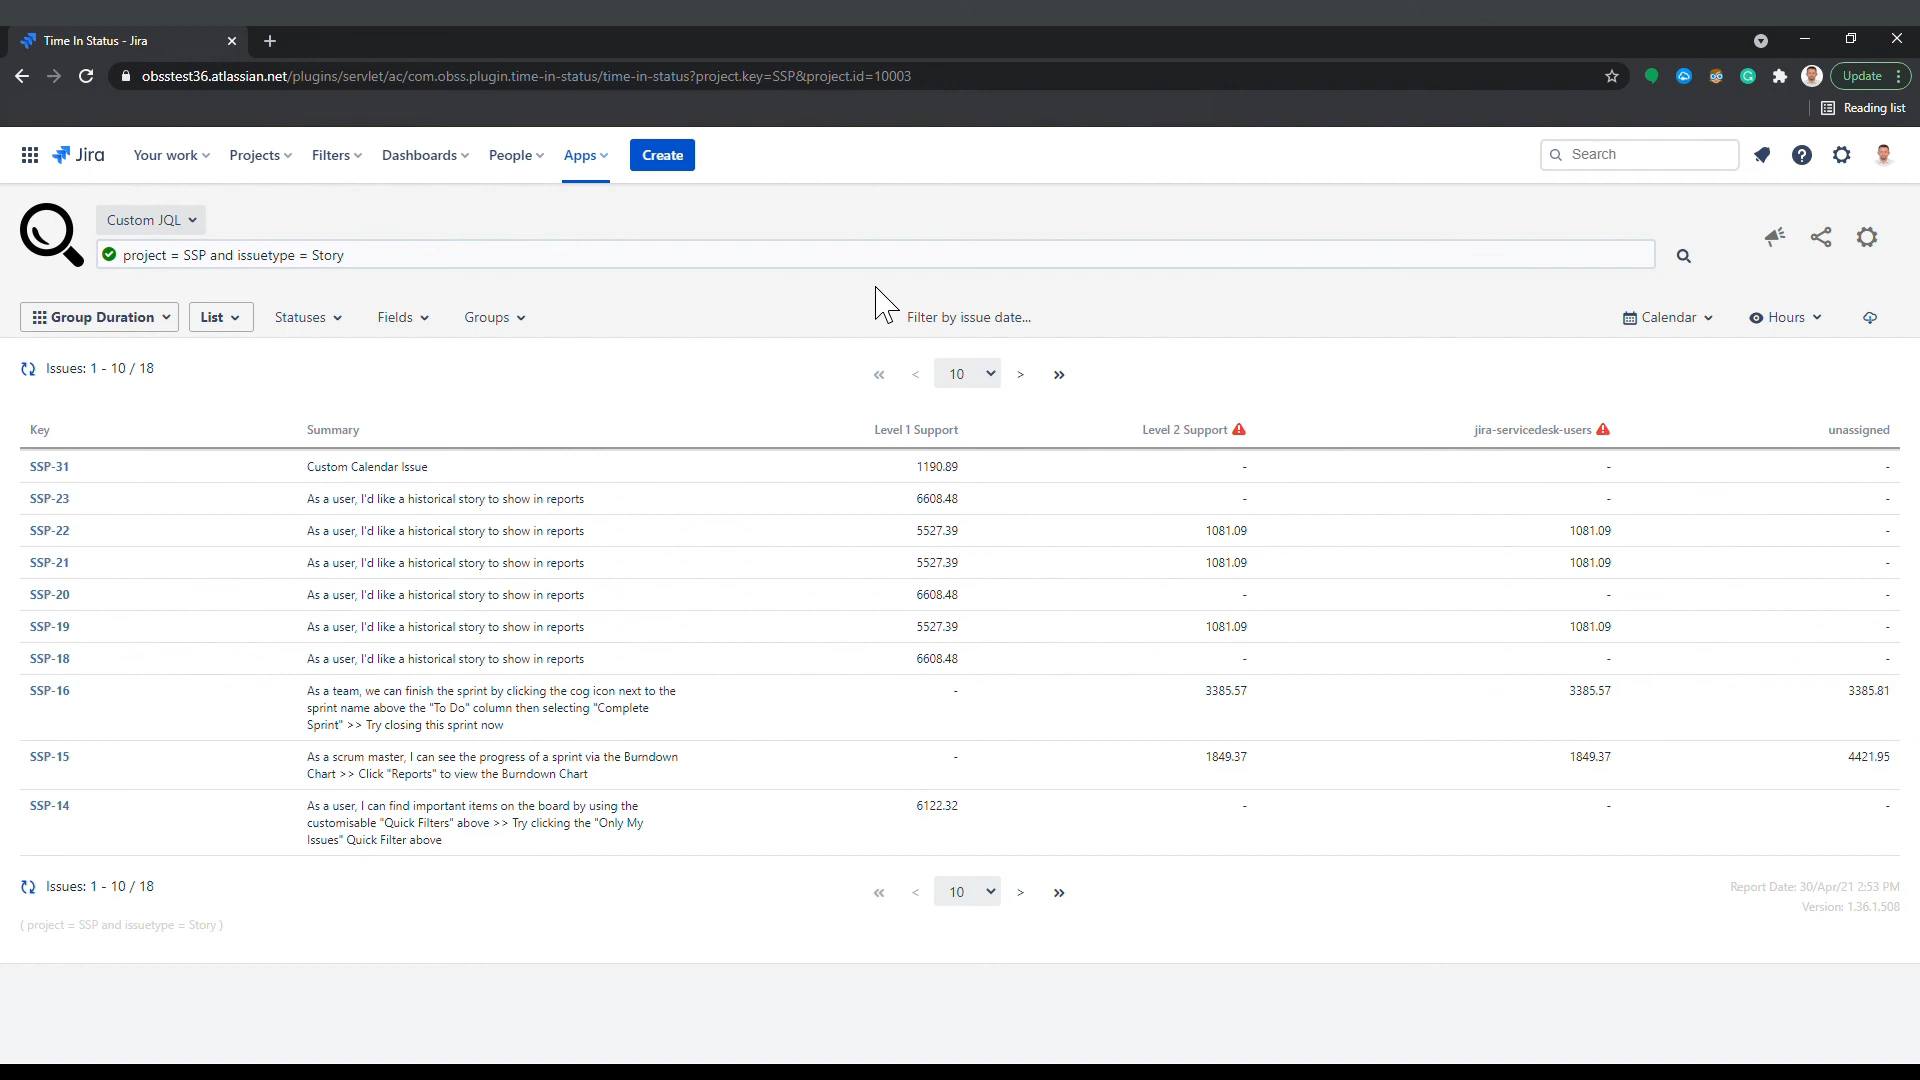 Time In Status - Jira
obsstest36.atlassian.net/plugins/servlet/ac/com.obss.plugin.time-in-status/time-in-status?project.key=SSP&project.id=10003
Update
Reading list
Jira Your work Projects Filters Dashboards People Apps Create Search
Custom JQL
project = SSP and issuetype = Story
Group Duration List Statuses Fields Groups Filter by issue date... Calendar Hours
Issues: 1 - 10 / 18 « < 10 > »
Key Summary Level 1 Support Level 2 Support jira-servicedesk-users unassigned
SSP-31 Custom Calendar Issue 1190.89 - - -
SSP-23 As a user, I'd like a historical story to show in reports 6608.48 - - -
SSP-22 As a user, I'd like a historical story to show in reports 5527.39 1081.09 1081.09 -
SSP-21 As a user, I'd like a historical story to show in reports 5527.39 1081.09 1081.09 -
SSP-20 As a user, I'd like a historical story to show in reports 6608.48 - - -
SSP-19 As a user, I'd like a historical story to show in reports 5527.39 1081.09 1081.09 -
SSP-18 As a user, I'd like a historical story to show in reports 6608.48 - - -
SSP-16 As a team, we can finish the sprint by clicking the cog icon next to the - 3385.57 3385.57 3385.81
sprint name above the "To Do" column then selecting "Complete
Sprint" >> Try closing this sprint now
SSP-15 As a scrum master, I can see the progress of a sprint via the Burndown - 1849.37 1849.37 4421.95
Chart >> Click "Reports" to view the Burndown Chart
SSP-14 As a user, I can find important items on the board by using the 6122.32 - - -
customisable "Quick Filters" above >> Try clicking the "Only My
Issues" Quick Filter above
Issues: 1 - 10 / 18 « < 10 > » Report Date: 30/Apr/21 2:53 PM
Version: 1.36.1.508
( project = SSP and issuetype = Story )